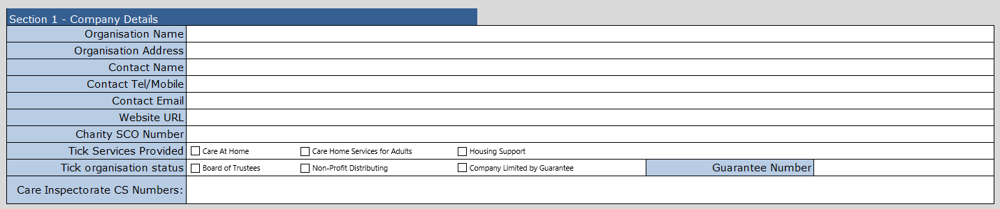 Section 1 - Company Details
Organisation Name
Organisation Address
Contact Name
Contact Tel/Mobile
Contact Email
Website URL
Charity SCO Number
Tick Services Provided Care At Home Care Home Services for Adults Housing Support
Tick organisation status Board of Trustees Non-Profit Distributing Company Limited by Guarantee Guarantee Number
Care Inspectorate CS Numbers: